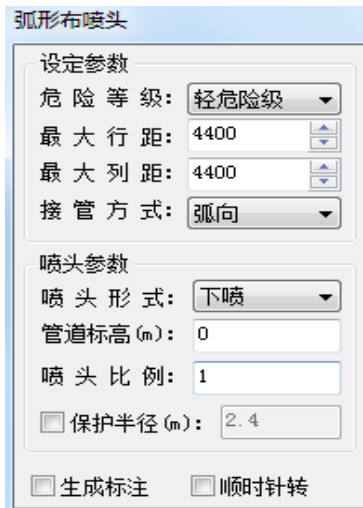 弧形布喷头
设定参数
危 险 等 级: 轻危险级
最 大 行 距: 4400
最 大 列 距: 4400
接 管 方 式: 弧向
喷头参数
喷 头 形 式: 下喷
管道标高(m): 0
喷 头 比 例: 1
保护半径(m): 2.4
生成标注 顺时针转